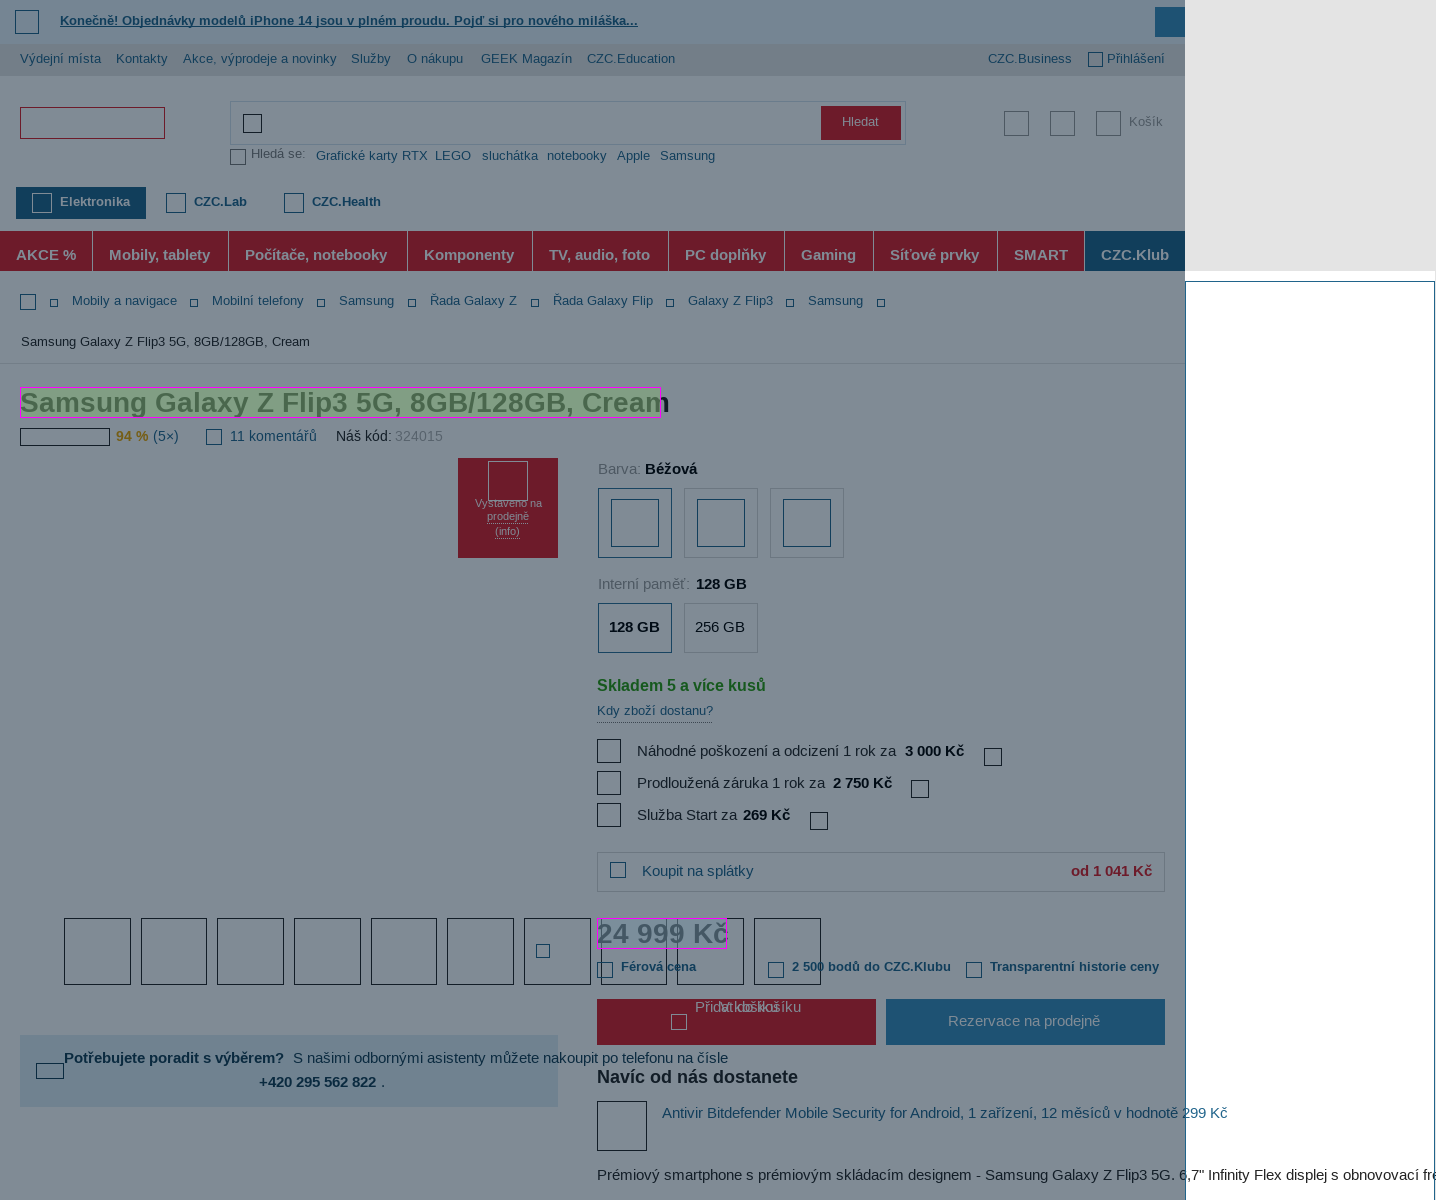 Konečně! Objednávky modelů iPhone 14 jsou v plném proudu. Pojď si pro nového miláška...
Výdejní místa Kontakty Akce, výprodeje a novinky Služby O nákupu GEEK Magazín CZC.Education CZC.Business Přihlášení
Hledat Košík
Hledá se: Grafické karty RTX LEGO sluchátka notebooky Apple Samsung
Elektronika CZC.Lab CZC.Health
AKCE % Mobily, tablety Počítače, notebooky Komponenty TV, audio, foto PC doplňky Gaming Síťové prvky SMART CZC.Klub
Mobily a navigace Mobilní telefony Samsung Řada Galaxy Z Řada Galaxy Flip Galaxy Z Flip3 Samsung
Samsung Galaxy Z Flip3 5G, 8GB/128GB, Cream
Samsung Galaxy Z Flip3 5G, 8GB/128GB, Cream
94 % (5×) 11 komentářů Náš kód: 324015
Vystaveno na
prodejně
(info)
Barva: Béžová
Interní paměť: 128 GB
128 GB 256 GB
Skladem 5 a více kusů
Kdy zboží dostanu?
Náhodné poškození a odcizení 1 rok za 3 000 Kč
Prodloužená záruka 1 rok za 2 750 Kč
Služba Start za 269 Kč
Koupit na splátky od 1 041 Kč
24 999 Kč
Férová cena 2 500 bodů do CZC.Klubu Transparentní historie ceny
Přidat do košíku
V košíku
Rezervace na prodejně
Potřebujete poradit s výběrem? S našimi odbornými asistenty můžete nakoupit po telefonu na čísle
+420 295 562 822 .
Navíc od nás dostanete
Antivir Bitdefender Mobile Security for Android, 1 zařízení, 12 měsíců v hodnotě 299 Kč
Prémiový smartphone s prémiovým skládacím designem - Samsung Galaxy Z Flip3 5G. 6,7" Infinity Flex displej s obnovovací